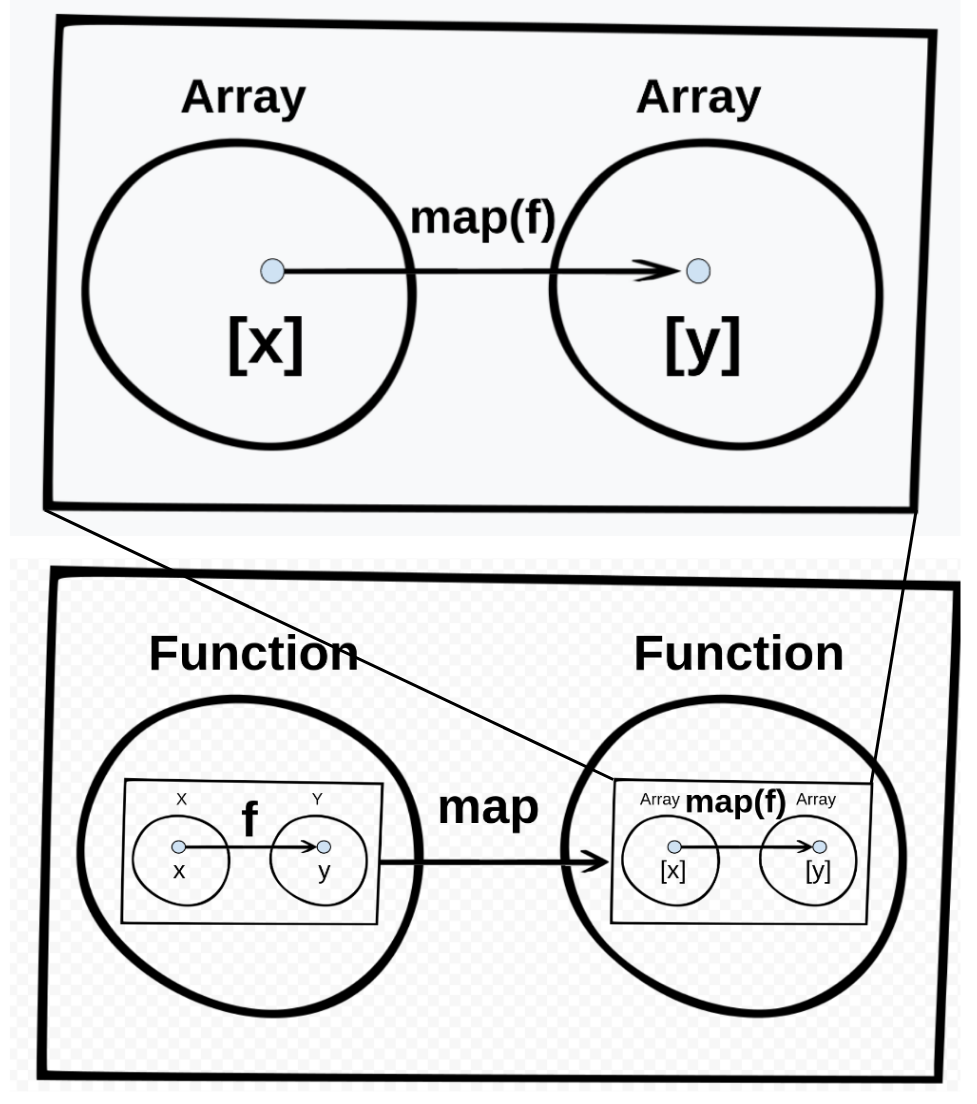 Array Array
map(f)
[x] [y]
Function Function
map
X Y
f
x y
Array map(f) Array
[x] [y]